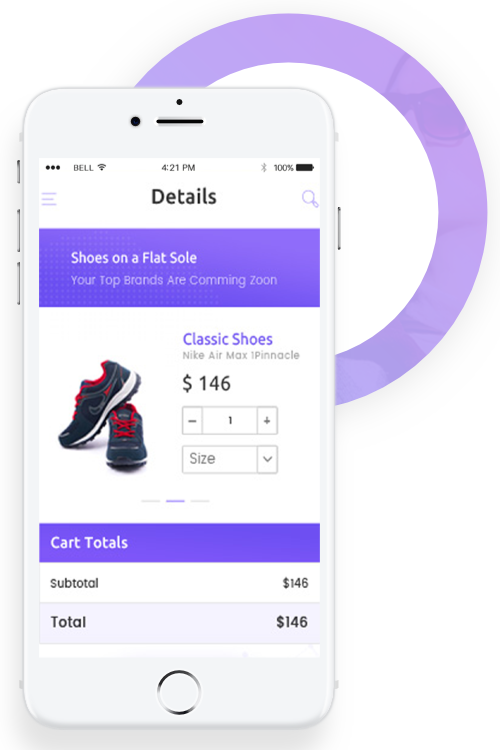 BELL 4:21 PM 100%
Details
Shoes on a Flat Sole
Your Top Brands Are Comming Zoon
Classic Shoes
Nike Air Max 1Pinnacle
$ 146
− 1 +
Size
Cart Totals
Subtotal $146
Total $146